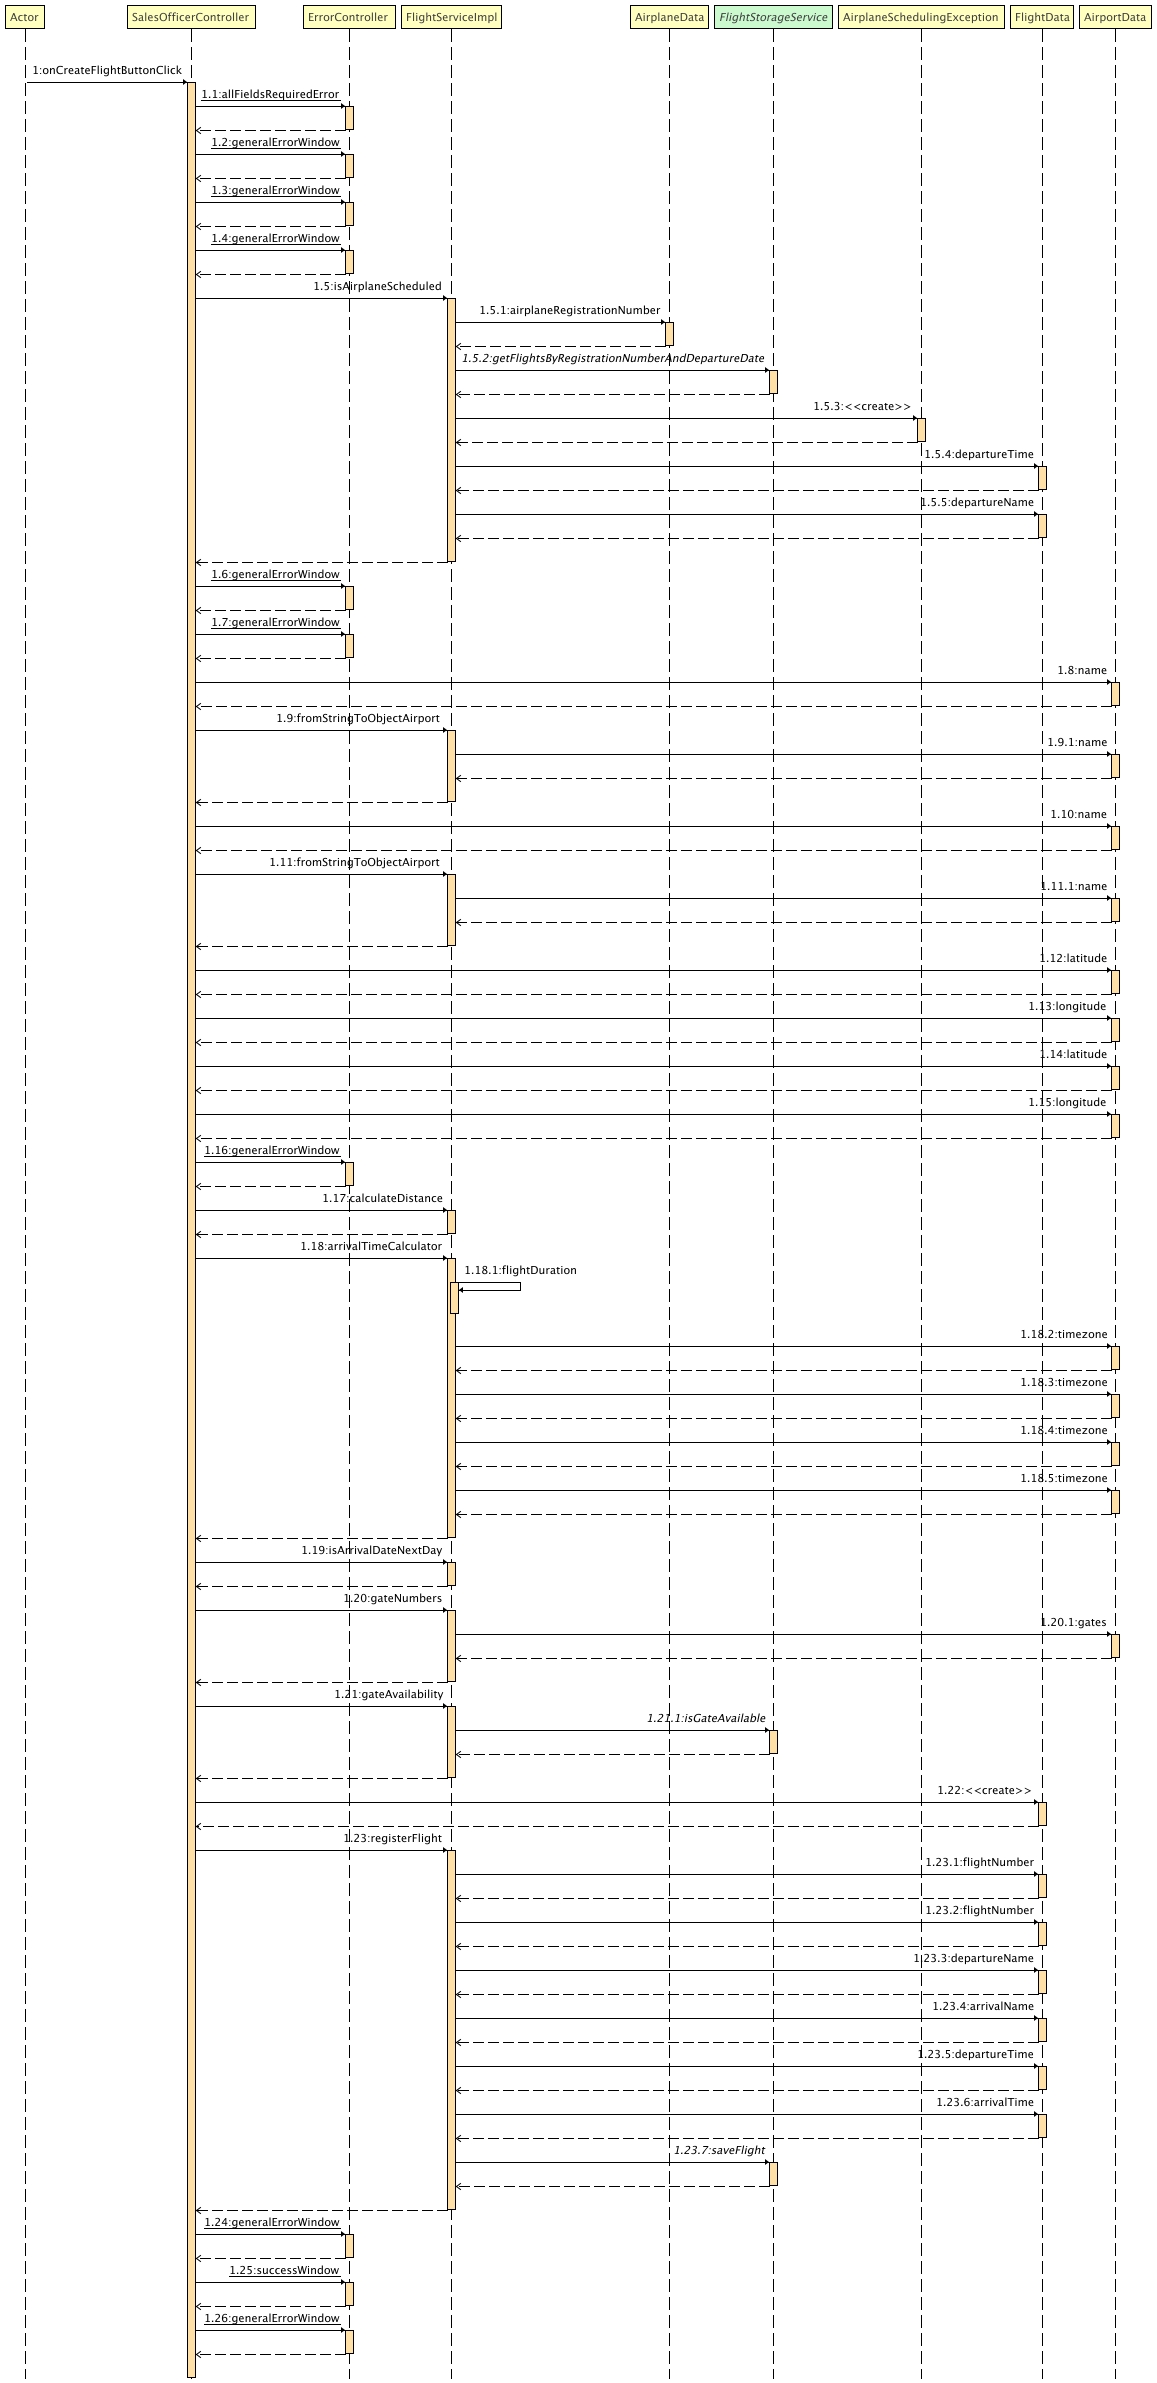 Actor
SalesOfficerController
ErrorController
FlightServiceImpl
AirplaneData
FlightStorageService
AirplaneSchedulingException
FlightData
AirportData
1:onCreateFlightButtonClick
1.1:allFieldsRequiredError
1.2:generalErrorWindow
1.3:generalErrorWindow
1.4:generalErrorWindow
1.5:isAirplaneScheduled
1.5.1:airplaneRegistrationNumber
1.5.2:getFlightsByRegistrationNumberAndDepartureDate
1.5.3:<<create>>
1.5.4:departureTime
1.5.5:departureName
1.6:generalErrorWindow
1.7:generalErrorWindow
1.8:name
1.9:fromStringToObjectAirport
1.9.1:name
1.10:name
1.11:fromStringToObjectAirport
1.11.1:name
1.12:latitude
1.13:longitude
1.14:latitude
1.15:longitude
1.16:generalErrorWindow
1.17:calculateDistance
1.18:arrivalTimeCalculator
1.18.1:flightDuration
1.18.2:timezone
1.18.3:timezone
1.18.4:timezone
1.18.5:timezone
1.19:isArrivalDateNextDay
1.20:gateNumbers
1.20.1:gates
1.21:gateAvailability
1.21.1:isGateAvailable
1.22:<<create>>
1.23:registerFlight
1.23.1:flightNumber
1.23.2:flightNumber
1.23.3:departureName
1.23.4:arrivalName
1.23.5:departureTime
1.23.6:arrivalTime
1.23.7:saveFlight
1.24:generalErrorWindow
1.25:successWindow
1.26:generalErrorWindow